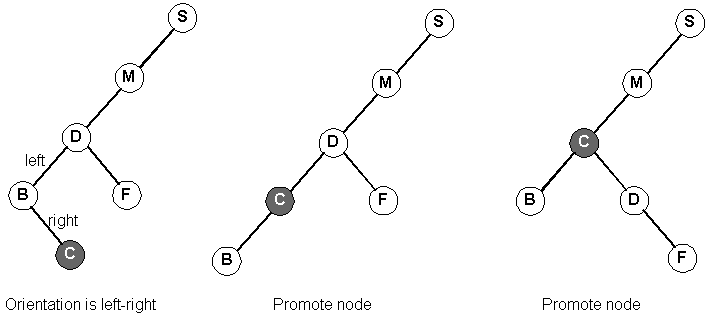 S
M
D
left
B
F
right
C
Orientation is left-right
S
M
D
C
F
B
Promote node
S
M
C
B
D
F
Promote node